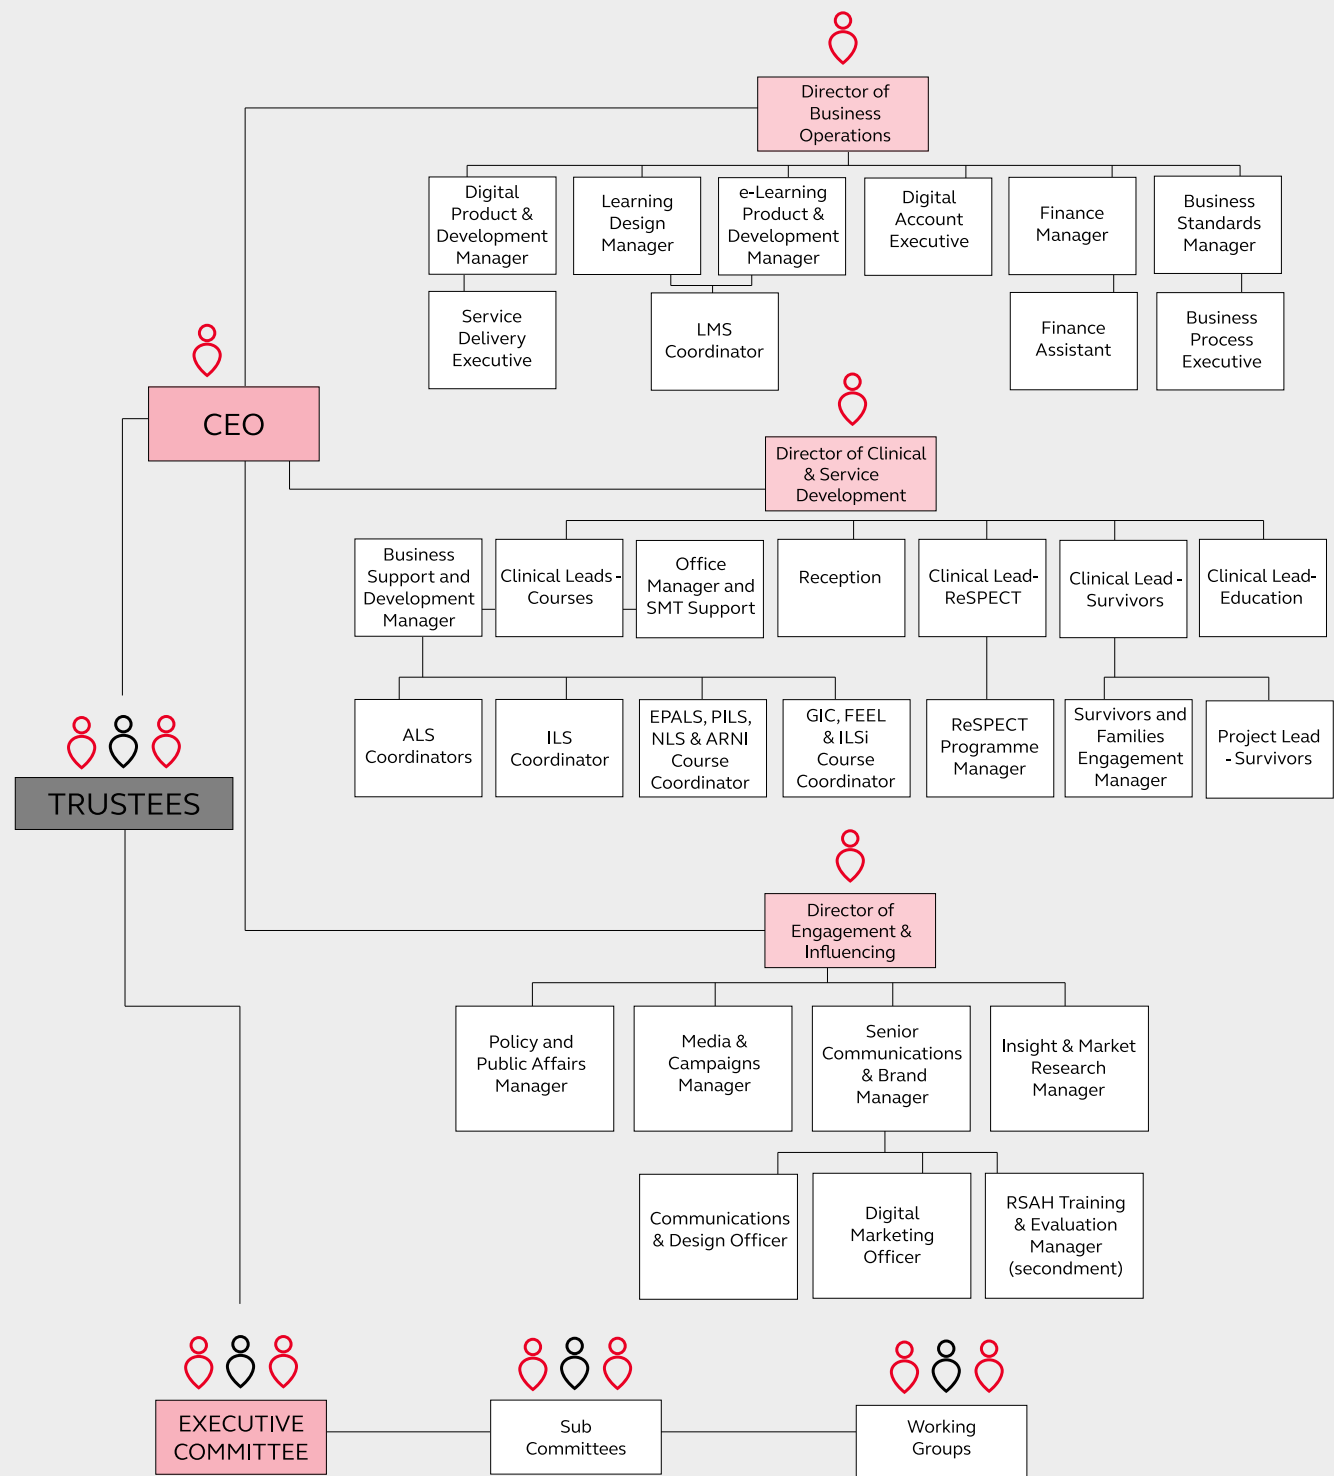 Director of
Business
Operations
Digital
Product &
Development
Manager
Learning
Design
Manager
e-Learning
Product &
Development
Manager
Digital
Account
Executive
Finance
Manager
Business
Standards
Manager
Service
Delivery
Executive
LMS
Coordinator
Finance
Assistant
Business
Process
Executive
CEO
Director of Clinical
& Service
Development
Business
Support and
Development
Manager
Clinical Leads -
Courses
Office
Manager and
SMT Support
Reception
Clinical Lead-
ReSPECT
Clinical Lead -
Survivors
Clinical Lead-
Education
ALS
Coordinators
ILS
Coordinator
EPALS, PILS,
NLS & ARNI
Course
Coordinator
GIC, FEEL
& ILSi
Course
Coordinator
ReSPECT
Programme
Manager
Survivors and
Families
Engagement
Manager
Project Lead
- Survivors
TRUSTEES
Director of
Engagement &
Influencing
Policy and
Public Affairs
Manager
Media &
Campaigns
Manager
Senior
Communications
& Brand
Manager
Insight & Market
Research
Manager
Communications
& Design Officer
Digital
Marketing
Officer
RSAH Training
& Evaluation
Manager
(secondment)
EXECUTIVE
COMMITTEE
Sub
Committees
Working
Groups